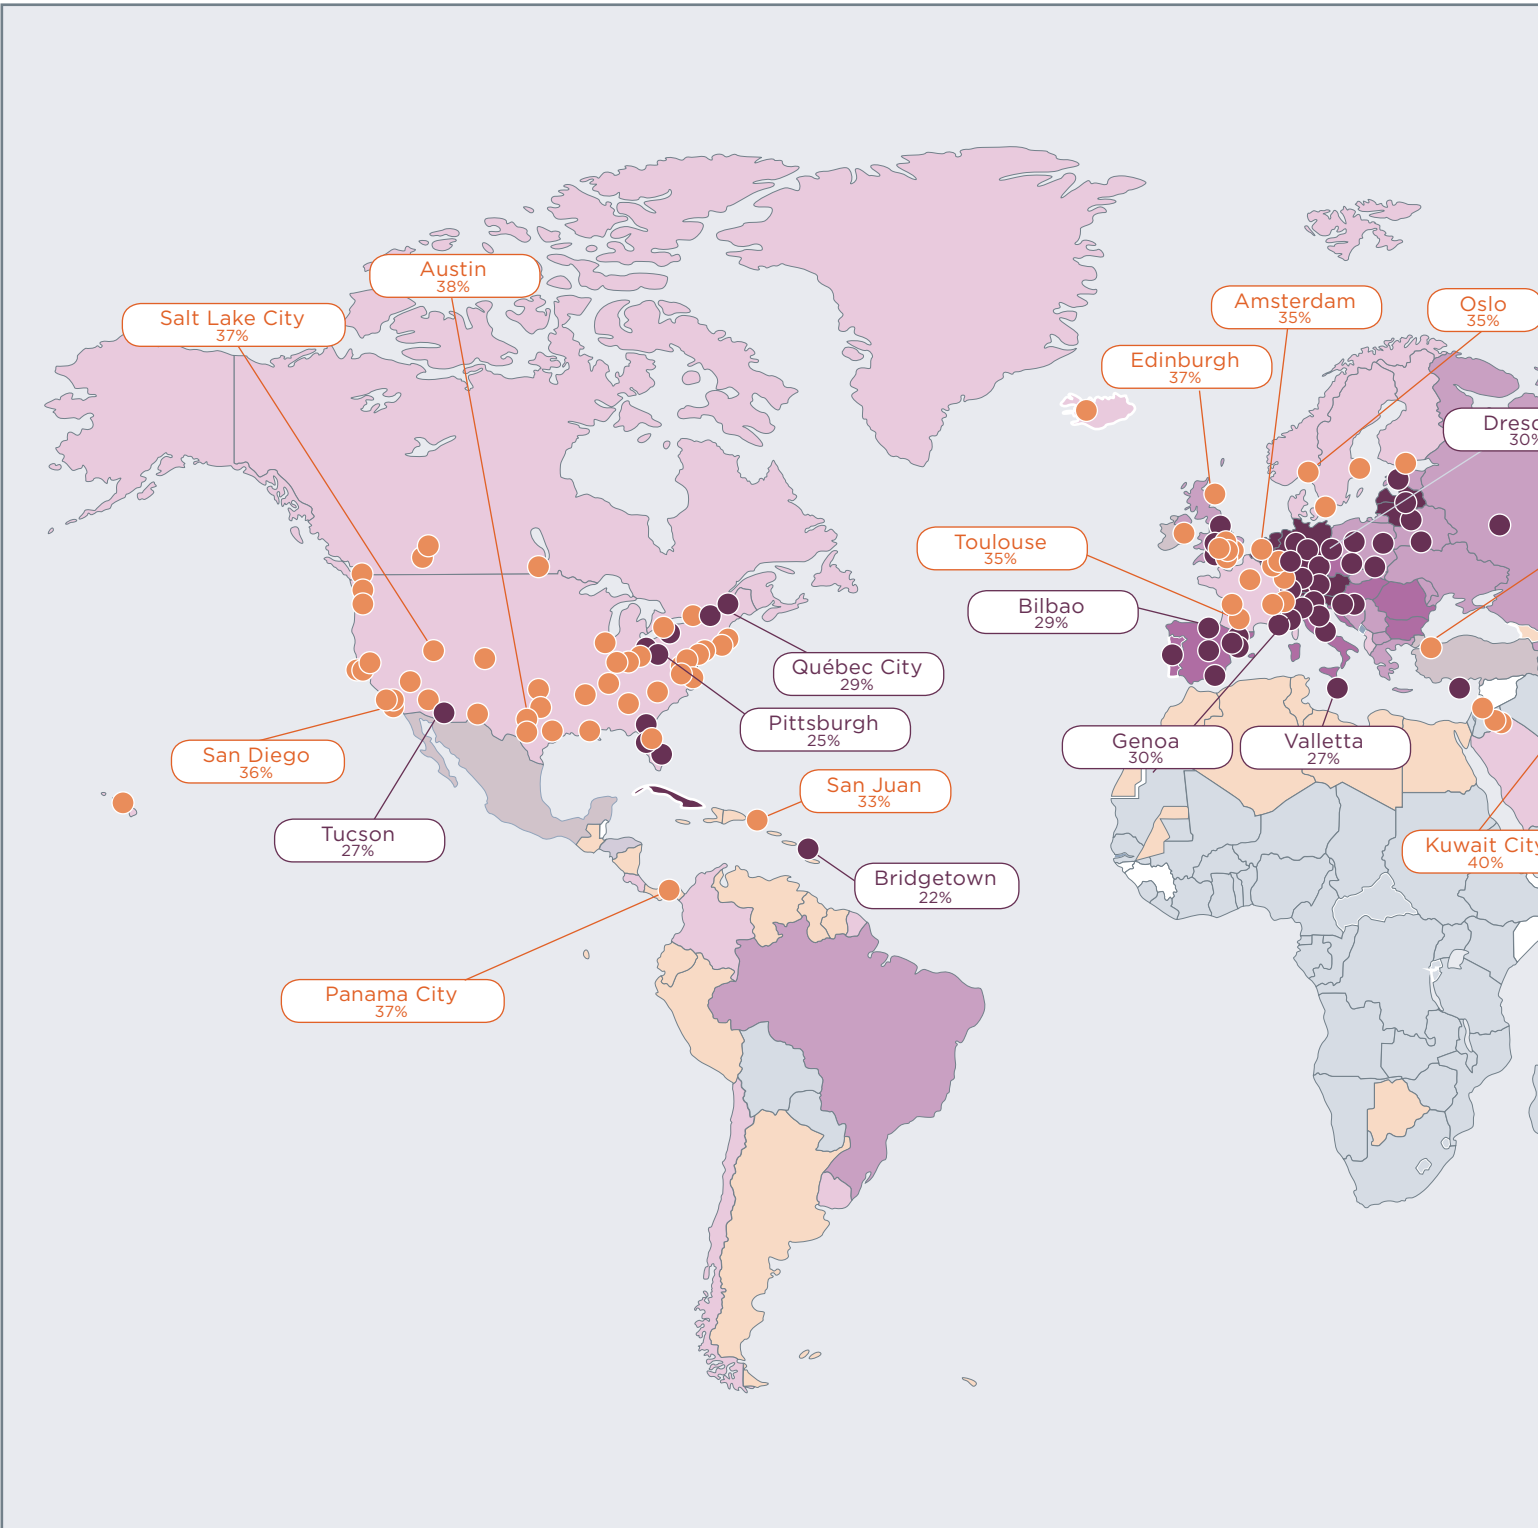 Austin
38%
Salt Lake City
37%
Amsterdam
35%
Oslo
35%
Edinburgh
37%
Dresd
30%
Toulouse
35%
Bilbao
29%
Québec City
29%
Pittsburgh
25%
San Diego
36%
Genoa
30%
Valletta
27%
San Juan
33%
Tucson
27%
Kuwait City
40%
Bridgetown
22%
Panama City
37%